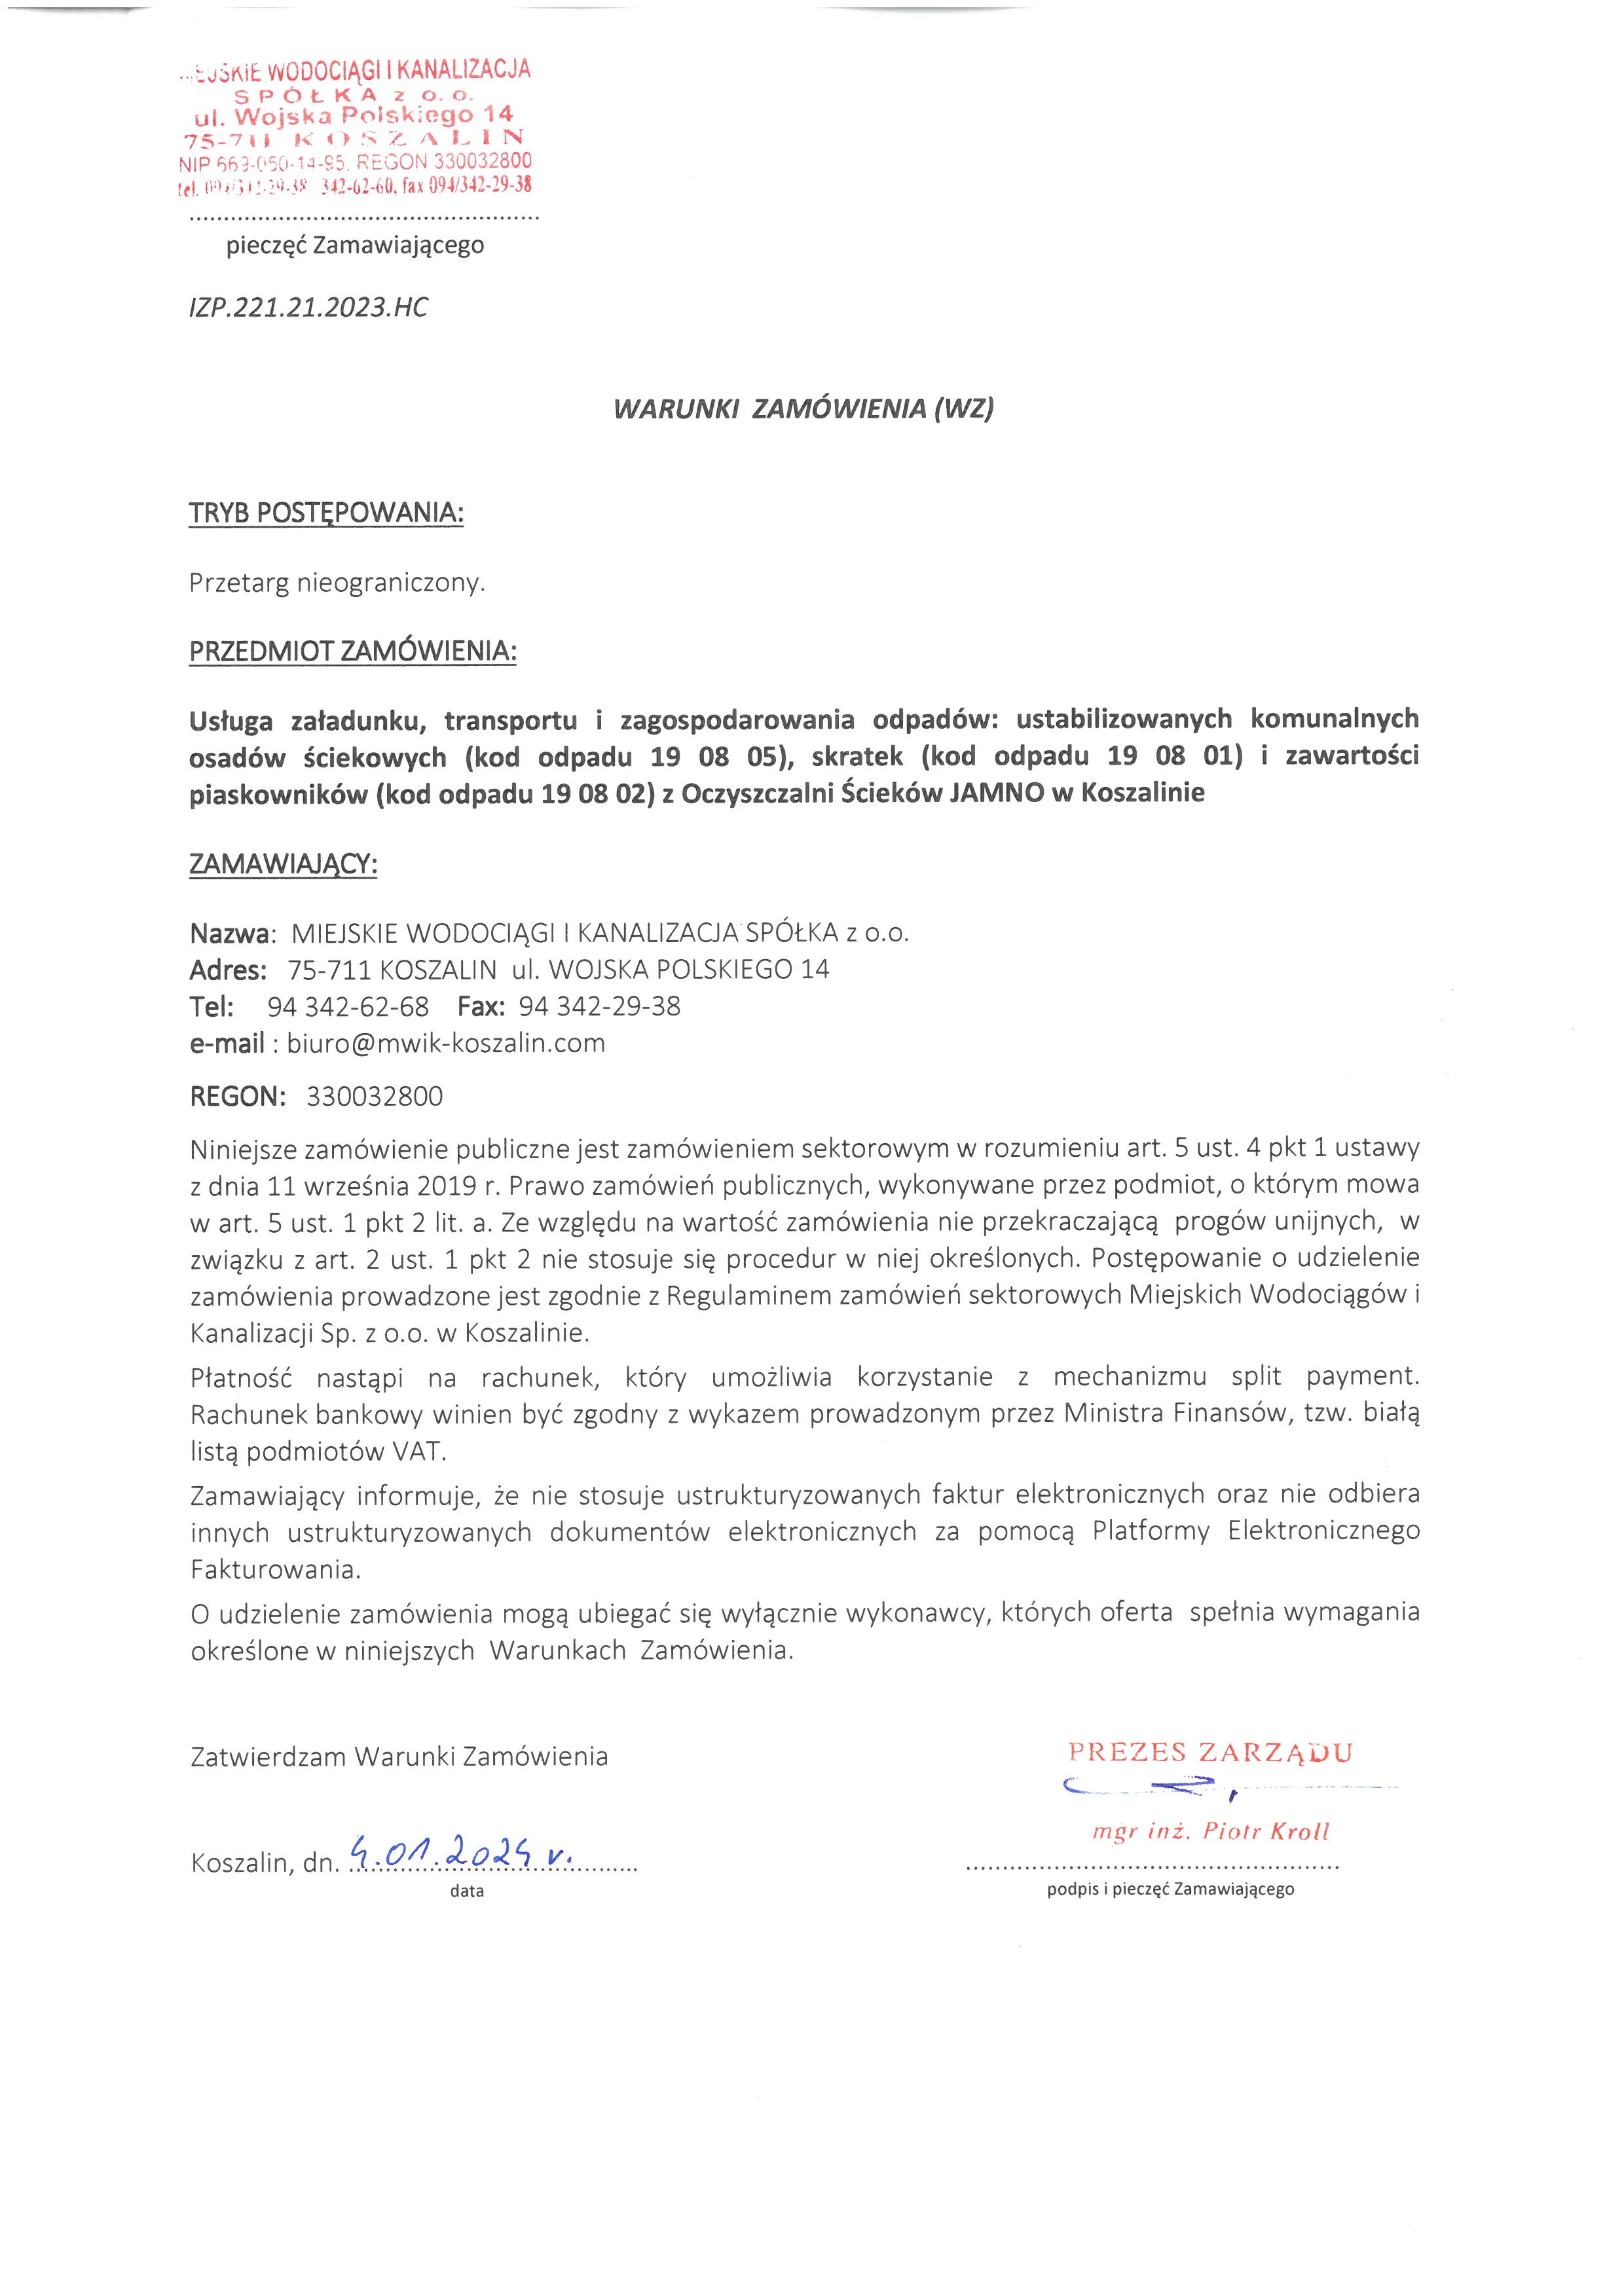 WODOCIĄGI I KANALIZACJA
SPÓŁKA z o.o.
ul. Wojska Polskiego 14
KOSZALIN
NIP 669-050-14-95, REGON 330032800
342-62-60, fax 094/342-29-38
pieczęć Zamawiającego
IZP.221.21.2023.HC
WARUNKI ZAMÓWIENIA (WZ)
TRYB POSTĘPOWANIA:
Przetarg nieograniczony.
PRZEDMIOT ZAMÓWIENIA:
Usługa załadunku, transportu i zagospodarowania odpadów: ustabilizowanych komunalnych
osadów ściekowych (kod odpadu 19 08 05), skratek (kod odpadu 19 08 01) i zawartości
piaskowników (kod odpadu 19 08 02) z Oczyszczalni Ścieków JAMNO w Koszalinie
ZAMAWIAJĄCY:
Nazwa: MIEJSKIE WODOCIĄGI I KANALIZACJA SPÓŁKA z o.o.
Adres: 75-711 KOSZALIN ul. WOJSKA POLSKIEGO 14
Tel: 94 342-62-68 Fax: 94 342-29-38
e-mail : biuro@mwik-koszalin.com
REGON: 330032800
Niniejsze zamówienie publiczne jest zamówieniem sektorowym w rozumieniu art. 5 ust. 4 pkt 1 ustawy
z dnia 11 września 2019 r. Prawo zamówień publicznych, wykonywane przez podmiot, o którym mowa
w art. 5 ust. 1 pkt 2 lit. a. Ze względu na wartość zamówienia nie przekraczającą progów unijnych, w
związku z art. 2 ust. 1 pkt 2 nie stosuje się procedur w niej określonych. Postępowanie o udzielenie
zamówienia prowadzone jest zgodnie z Regulaminem zamówień sektorowych Miejskich Wodociągów i
Kanalizacji Sp. z o.o. w Koszalinie.
Płatność nastąpi na rachunek, który umożliwia korzystanie z mechanizmu split payment.
Rachunek bankowy winien być zgodny z wykazem prowadzonym przez Ministra Finansów, tzw. białą
listą podmiotów VAT.
Zamawiający informuje, że nie stosuje ustrukturyzowanych faktur elektronicznych oraz nie odbiera
innych ustrukturyzowanych dokumentów elektronicznych za pomocą Platformy Elektronicznego
Fakturowania.
O udzielenie zamówienia mogą ubiegać się wyłącznie wykonawcy, których oferta spełnia wymagania
określone w niniejszych Warunkach Zamówienia.
Zatwierdzam Warunki Zamówienia
PREZES ZARZĄDU
mgr inż. Piotr Kroll
Koszalin, dn. 4.01.2024 r.
data
podpis i pieczęć Zamawiającego